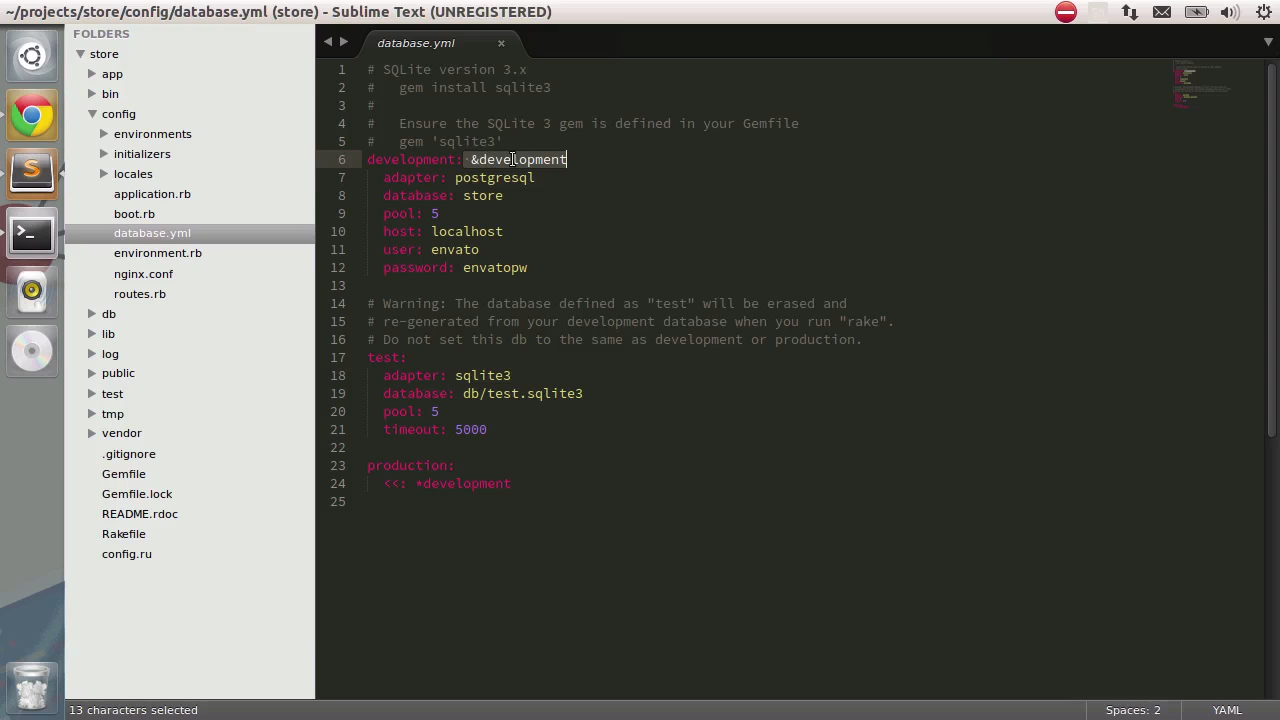 ~/projects/store/config/database.yml (store) - Sublime Text (UNREGISTERED)
FOLDERS
store
app
bin
config
environments
initializers
locales
application.rb
boot.rb
database.yml
environment.rb
nginx.conf
routes.rb
db
lib
log
public
test
tmp
vendor
.gitignore
Gemfile
Gemfile.lock
README.rdoc
Rakefile
config.ru
database.yml ×
1 # SQLite version 3.x
2 #   gem install sqlite3
3 #
4 #   Ensure the SQLite 3 gem is defined in your Gemfile
5 #   gem 'sqlite3'
6 development: &development
7   adapter: postgresql
8   database: store
9   pool: 5
10   host: localhost
11   user: envato
12   password: envatopw
13
14 # Warning: The database defined as "test" will be erased and
15 # re-generated from your development database when you run "rake".
16 # Do not set this db to the same as development or production.
17 test:
18   adapter: sqlite3
19   database: db/test.sqlite3
20   pool: 5
21   timeout: 5000
22
23 production:
24   <<: *development
25
13 characters selected
Spaces: 2
YAML